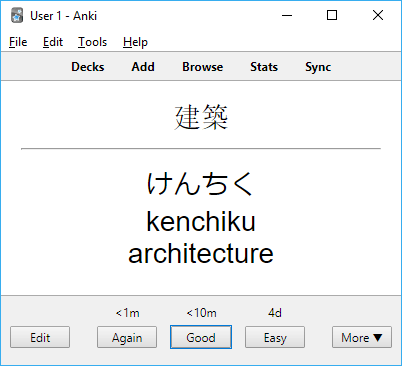 User 1 - Anki
File Edit Tools Help
Decks Add Browse Stats Sync
建築
けんちく
kenchiku
architecture
<1m <10m 4d
Edit Again Good Easy More ▼